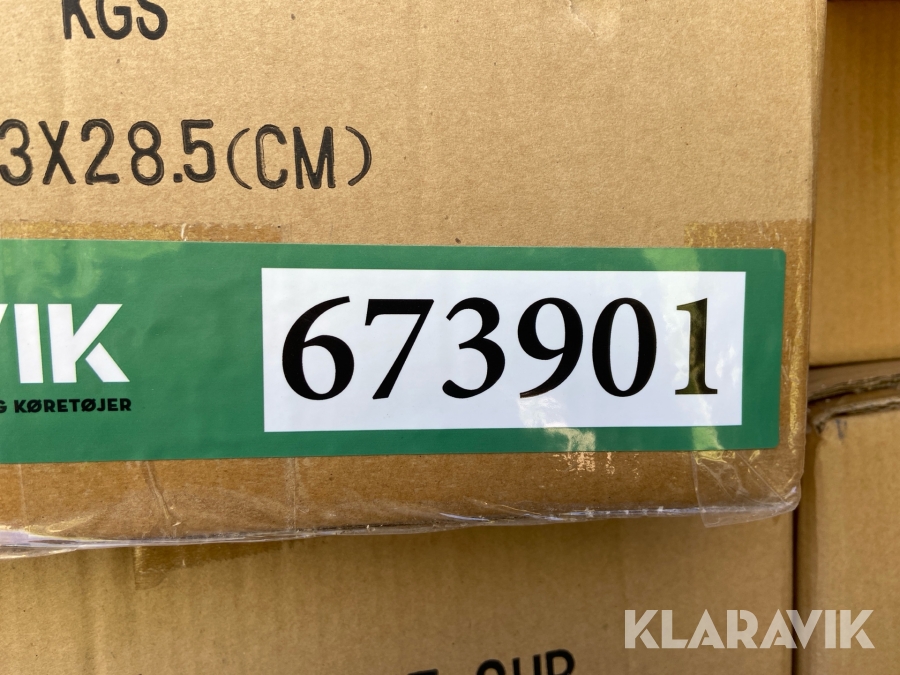 KGS
3X28.5(CM)
VIK
G KØRETØJER
673901
KLARAVIK